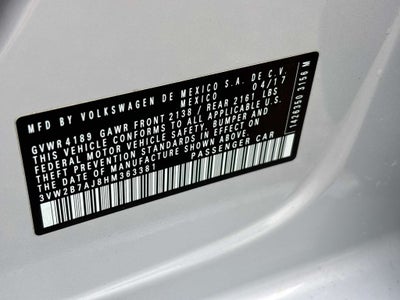 MFD BY VOLKSWAGEN DE MEXICO S.A. DE C.V.
MEXICO 04/17
GVWR4189 GAWR FRONT 2138 / REAR 2161 LBS
THIS VEHICLE CONFORMS TO ALL APPLICABLE U.S.
FEDERAL MOTOR VEHICLE SAFETY, BUMPER AND
THEFT PREVENTION STANDARDS IN EFFECT ON
THE DATE OF MANUFACTURE SHOWN ABOVE.
3VW2B7AJ8HM363381 PASSENGER CAR